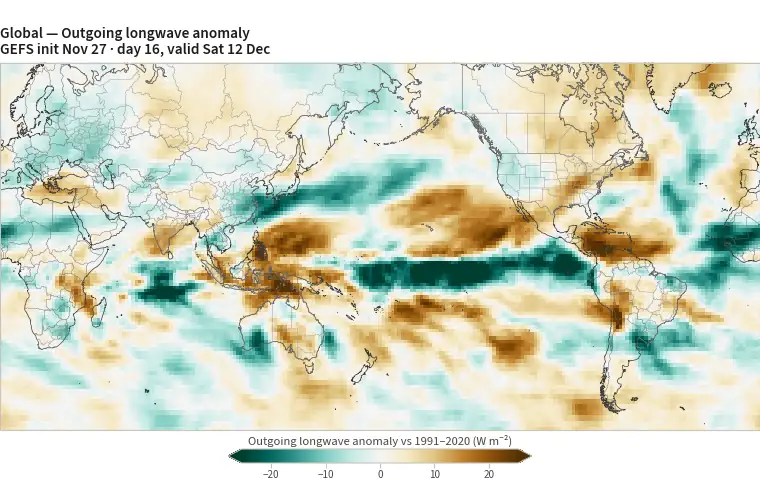 Global — Outgoing longwave anomaly
GEFS init Nov 27 · day 16, valid Sat 12 Dec
Outgoing longwave anomaly vs 1991–2020 (W m⁻²)
−20 −10 0 10 20